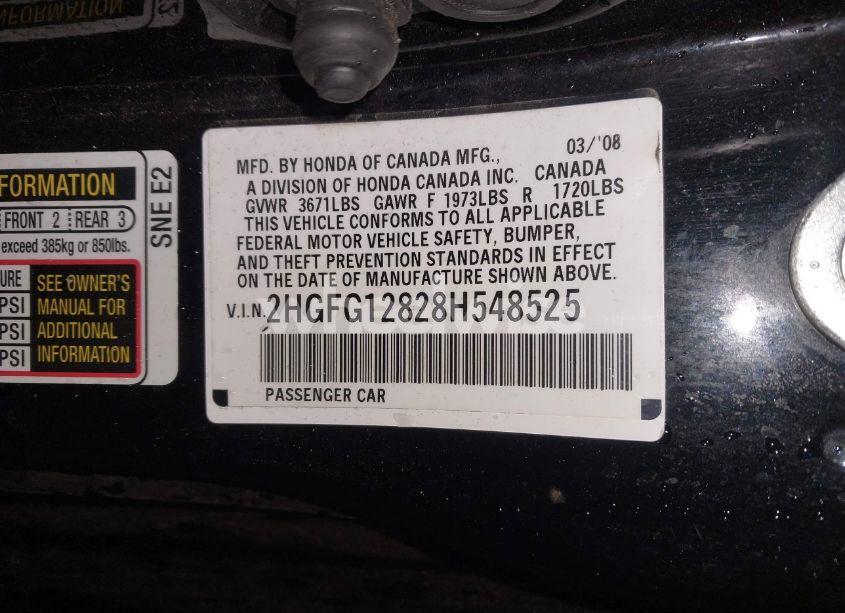 INFORMATION
MFD. BY HONDA OF CANADA MFG., 03/'08
A DIVISION OF HONDA CANADA INC. CANADA
GVWR 3671LBS GAWR F 1973LBS R 1720LBS
THIS VEHICLE CONFORMS TO ALL APPLICABLE
FEDERAL MOTOR VEHICLE SAFETY, BUMPER,
AND THEFT PREVENTION STANDARDS IN EFFECT
ON THE DATE OF MANUFACTURE SHOWN ABOVE.
V.I.N. 2HGFG12828H548525
PASSENGER CAR
FORMATION
FRONT 2 REAR 3
exceed 385kg or 850lbs.
SNE E2
URE
PSI
PSI
SEE OWNER'S
MANUAL FOR
ADDITIONAL
INFORMATION